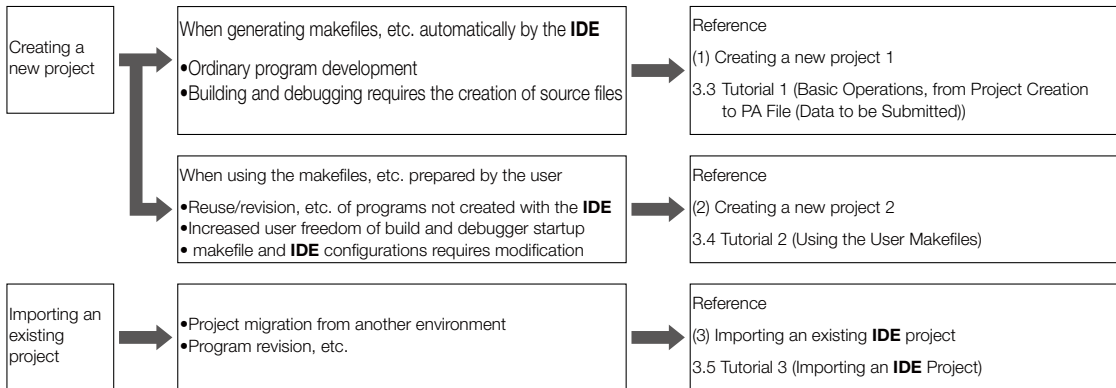 Creating a
new project
When generating makefiles, etc. automatically by the IDE
•Ordinary program development
•Building and debugging requires the creation of source files
Reference
(1) Creating a new project 1
3.3 Tutorial 1 (Basic Operations, from Project Creation
to PA File (Data to be Submitted))
When using the makefiles, etc. prepared by the user
•Reuse/revision, etc. of programs not created with the IDE
•Increased user freedom of build and debugger startup
• makefile and IDE configurations requires modification
Reference
(2) Creating a new project 2
3.4 Tutorial 2 (Using the User Makefiles)
Importing an
existing
project
•Project migration from another environment
•Program revision, etc.
Reference
(3) Importing an existing IDE project
3.5 Tutorial 3 (Importing an IDE Project)